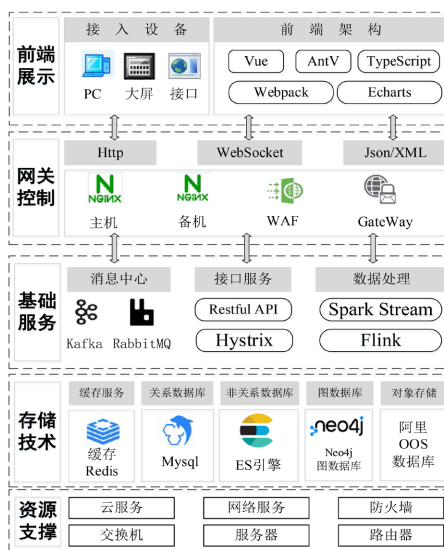 前端
展示
接 入 设 备
前 端 架 构
PC
大屏
接口
Vue
AntV
TypeScript
Webpack
Echarts
网关
控制
Http
WebSocket
Json/XML
NGINX
主机
NGINX
备机
WAF
GateWay
基础
服务
消息中心
接口服务
数据处理
Kafka
RabbitMQ
Restful API
Hystrix
Spark Stream
Flink
存储
技术
缓存服务
关系数据库
非关系数据库
图数据库
对象存储
缓存
Redis
Mysql
ES引擎
neo4j
Neo4j
图数据库
阿里
OOS
数据库
资源
支撑
云服务
网络服务
防火墙
交换机
服务器
路由器